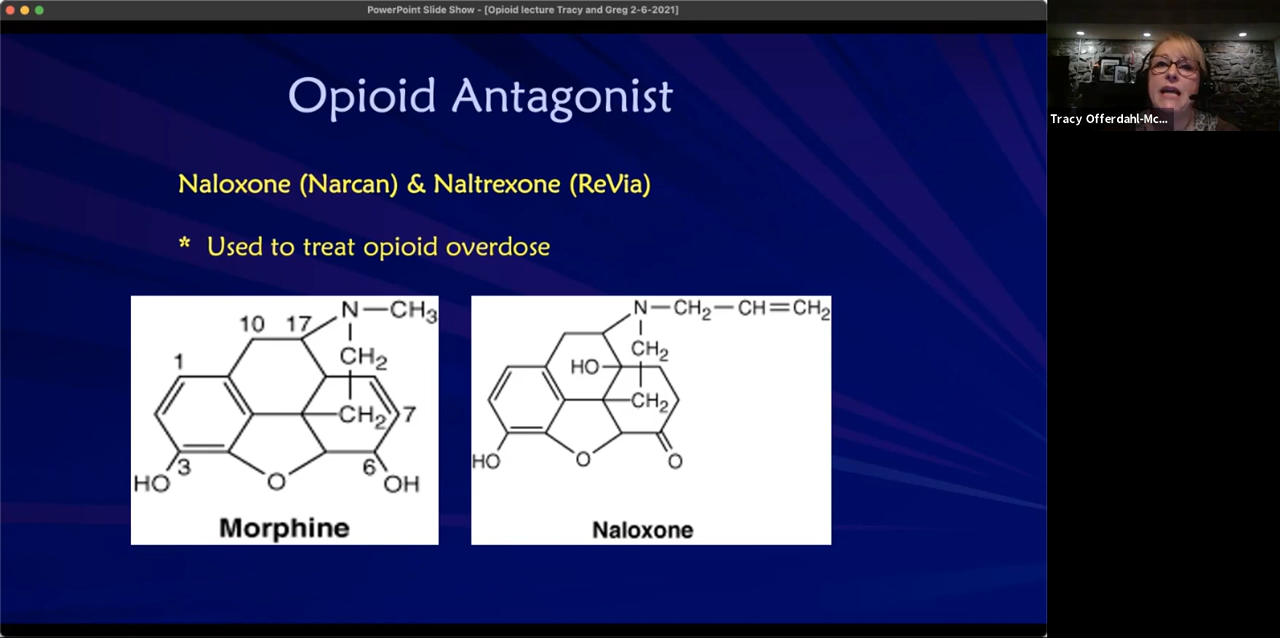 PowerPoint Slide Show - [Opioid lecture Tracy and Greg 2-6-2021]
Tracy Offerdahl-Mc...
Opioid Antagonist
Naloxone (Narcan) & Naltrexone (ReVia)
* Used to treat opioid overdose
N—CH3
10 17
1
CH2
CH2
7
3
6
HO
O
OH
Morphine
N—CH2—CH=CH2
CH2
HO
CH2
HO
O
O
Naloxone